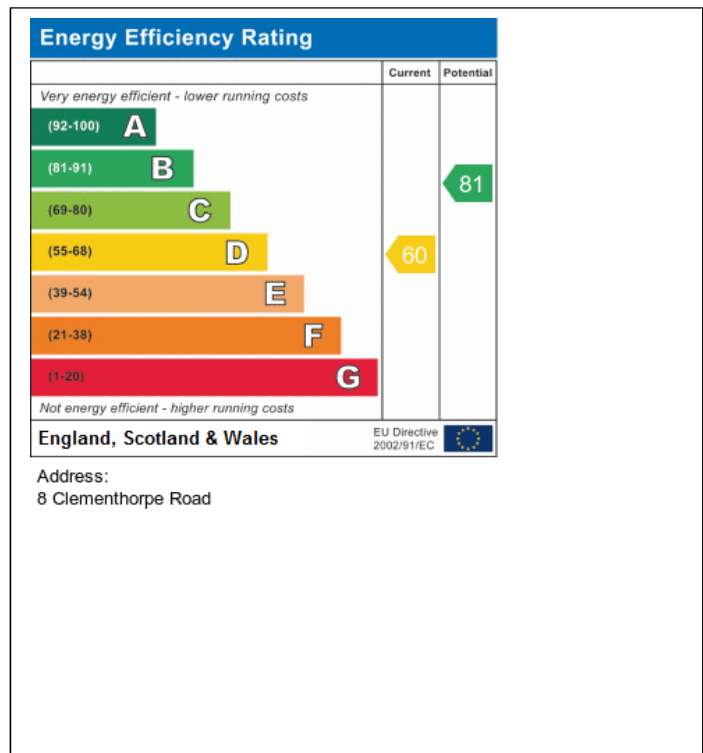 Energy Efficiency Rating
Current Potential
Very energy efficient - lower running costs
(92-100) A
(81-91) B
81
(69-80) C
(55-68) D
60
(39-54) E
(21-38) F
(1-20) G
Not energy efficient - higher running costs
England, Scotland & Wales
EU Directive
2002/91/EC
Address:
8 Clementhorpe Road